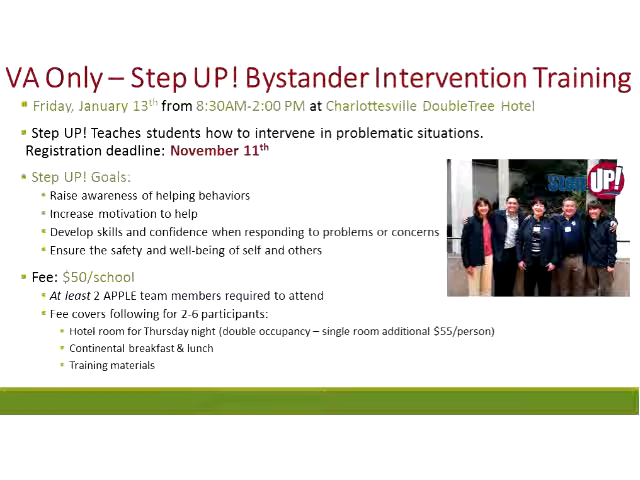 VA Only – Step UP! Bystander Intervention Training
Friday, January 13th from 8:30AM-2:00 PM at Charlottesville DoubleTree Hotel
Step UP! Teaches students how to intervene in problematic situations.
Registration deadline: November 11th
Step UP! Goals:
Raise awareness of helping behaviors
Increase motivation to help
Develop skills and confidence when responding to problems or concerns
Ensure the safety and well-being of self and others
Step UP!
Fee: $50/school
At least 2 APPLE team members required to attend
Fee covers following for 2-6 participants:
Hotel room for Thursday night (double occupancy – single room additional $55/person)
Continental breakfast & lunch
Training materials